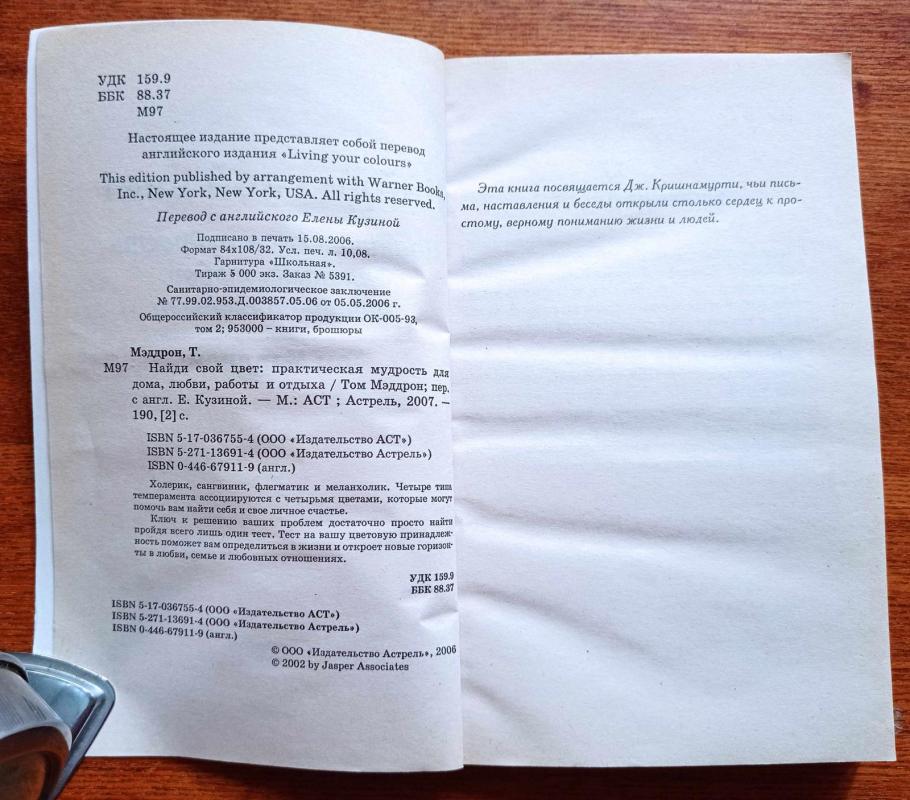 УДК 159.9
ББК 88.37
М97
Настоящее издание представляет собой перевод
английского издания «Living your colours»
This edition published by arrangement with Warner Books,
Inc., New York, New York, USA. All rights reserved.
Перевод с английского Елены Кузиной
Подписано в печать 15.08.2006.
Формат 84х108/32. Усл. печ. л. 10,08.
Гарнитура «Школьная».
Тираж 5 000 экз. Заказ № 5391.
Санитарно-эпидемиологическое заключение
№ 77.99.02.953.Д.003857.05.06 от 05.05.2006 г.
Общероссийский классификатор продукции ОК-005-93,
том 2; 953000 – книги, брошюры
Мэддрон, Т.
М97 Найди свой цвет: практическая мудрость для
дома, любви, работы и отдыха / Том Мэддрон; пер.
с англ. Е. Кузиной. — М.: АСТ ; Астрель, 2007. –
190, [2] с.
ISBN 5-17-036755-4 (ООО «Издательство АСТ»)
ISBN 5-271-13691-4 (ООО «Издательство Астрель»)
ISBN 0-446-67911-9 (англ.)
Холерик, сангвиник, флегматик и меланхолик. Четыре типа
темперамента ассоциируются с четырьмя цветами, которые могут
помочь вам найти себя и свое личное счастье.
Ключ к решению ваших проблем достаточно просто найти
пройдя всего лишь один тест. Тест на вашу цветовую принадлеж-
ность поможет вам определиться в жизни и откроет новые горизон-
ты в любви, семье и любовных отношениях.
УДК 159.9
ББК 88.37
ISBN 5-17-036755-4 (ООО «Издательство АСТ»)
ISBN 5-271-13691-4 (ООО «Издательство Астрель»)
ISBN 0-446-67911-9 (англ.)
© ООО «Издательство Астрель», 2006
© 2002 by Jasper Associates
Эта книга посвящается Дж. Кришнамурти, чьи пись-
ма, наставления и беседы открыли столько сердец к про-
стому, верному пониманию жизни и людей.